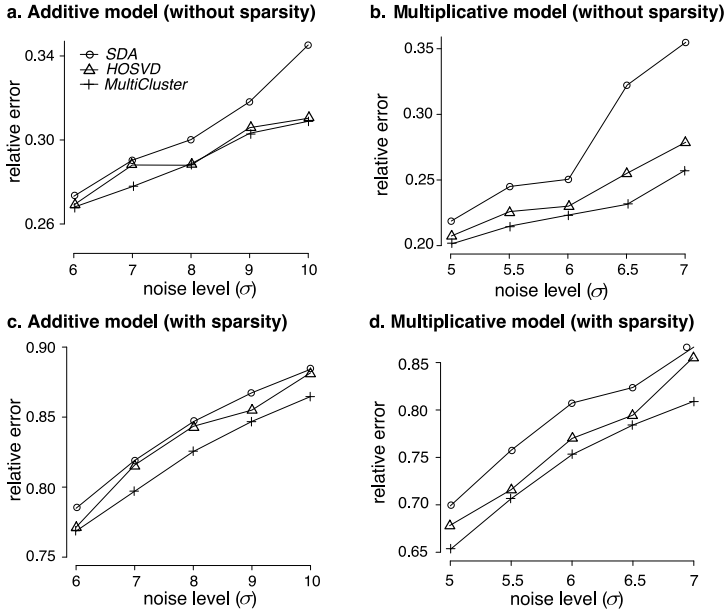 a. Additive model (without sparsity)
0.34
0.30
0.26
relative error
SDA
HOSVD
MultiCluster
6 7 8 9 10
noise level (σ)
b. Multiplicative model (without sparsity)
0.35
0.30
0.25
0.20
relative error
5 5.5 6 6.5 7
noise level (σ)
c. Additive model (with sparsity)
0.90
0.85
0.80
0.75
relative error
6 7 8 9 10
noise level (σ)
d. Multiplicative model (with sparsity)
0.85
0.80
0.75
0.70
0.65
relative error
5 5.5 6 6.5 7
noise level (σ)